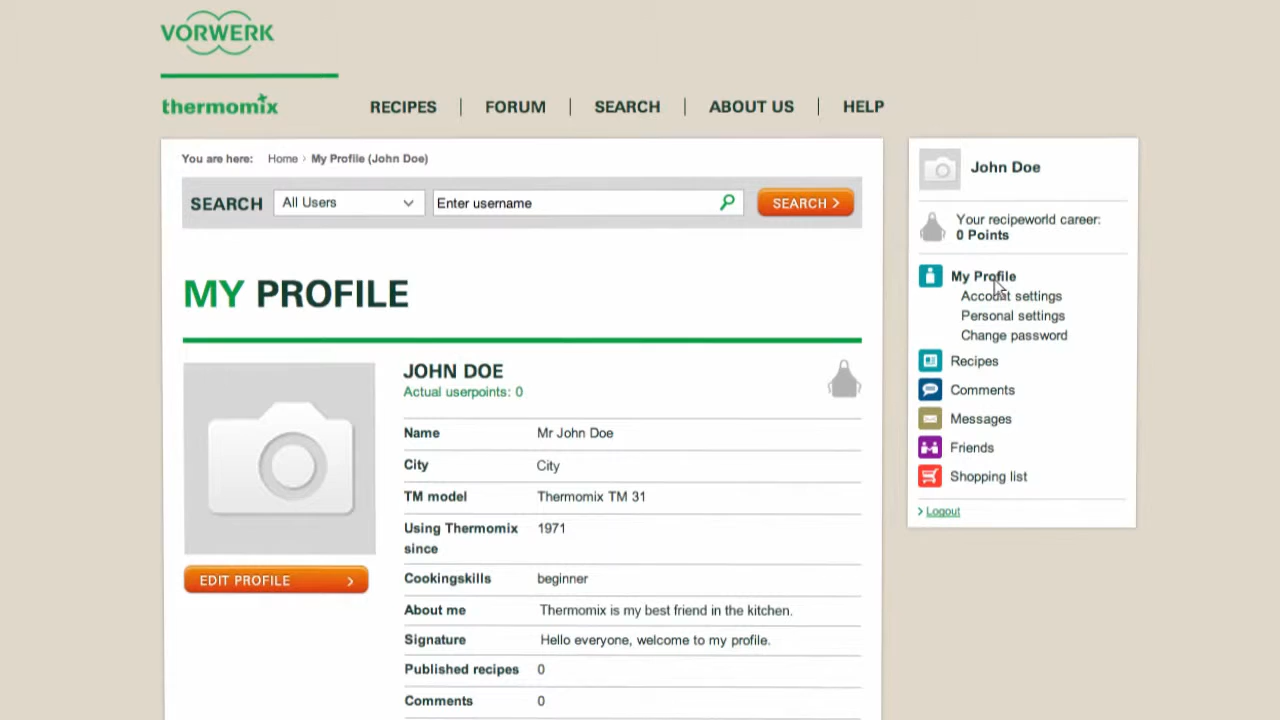 VORWERK
thermomix
RECIPES | FORUM | SEARCH | ABOUT US | HELP
You are here: Home › My Profile (John Doe)
SEARCH All Users Enter username SEARCH >
MY PROFILE
JOHN DOE
Actual userpoints: 0
Name Mr John Doe
City City
TM model Thermomix TM 31
Using Thermomix 1971
since
Cookingskills beginner
About me Thermomix is my best friend in the kitchen.
Signature Hello everyone, welcome to my profile.
Published recipes 0
Comments 0
EDIT PROFILE >
John Doe
Your recipeworld career:
0 Points
My Profile
Account settings
Personal settings
Change password
Recipes
Comments
Messages
Friends
Shopping list
> Logout